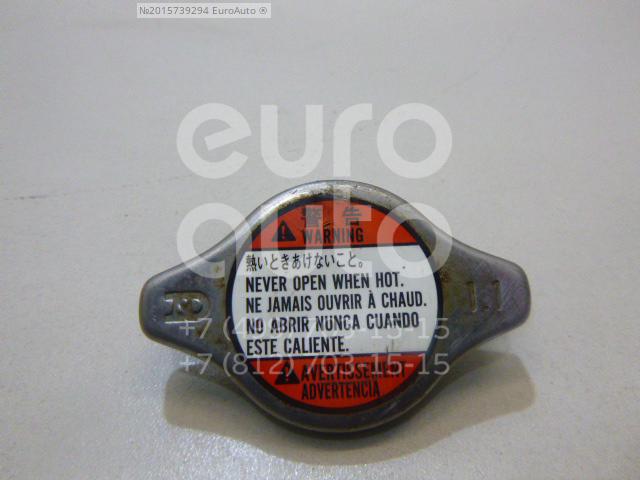 №2015739294 EuroAuto ®
euro
auto
警告
WARNING
熱いときあけないこと。
NEVER OPEN WHEN HOT.
NE JAMAIS OUVRIR À CHAUD.
NO ABRIR NUNCA CUANDO
ESTE CALIENTE.
AVERTISSEMENT
ADVERTENCIA
1.1
+7 (812) 703-15-15